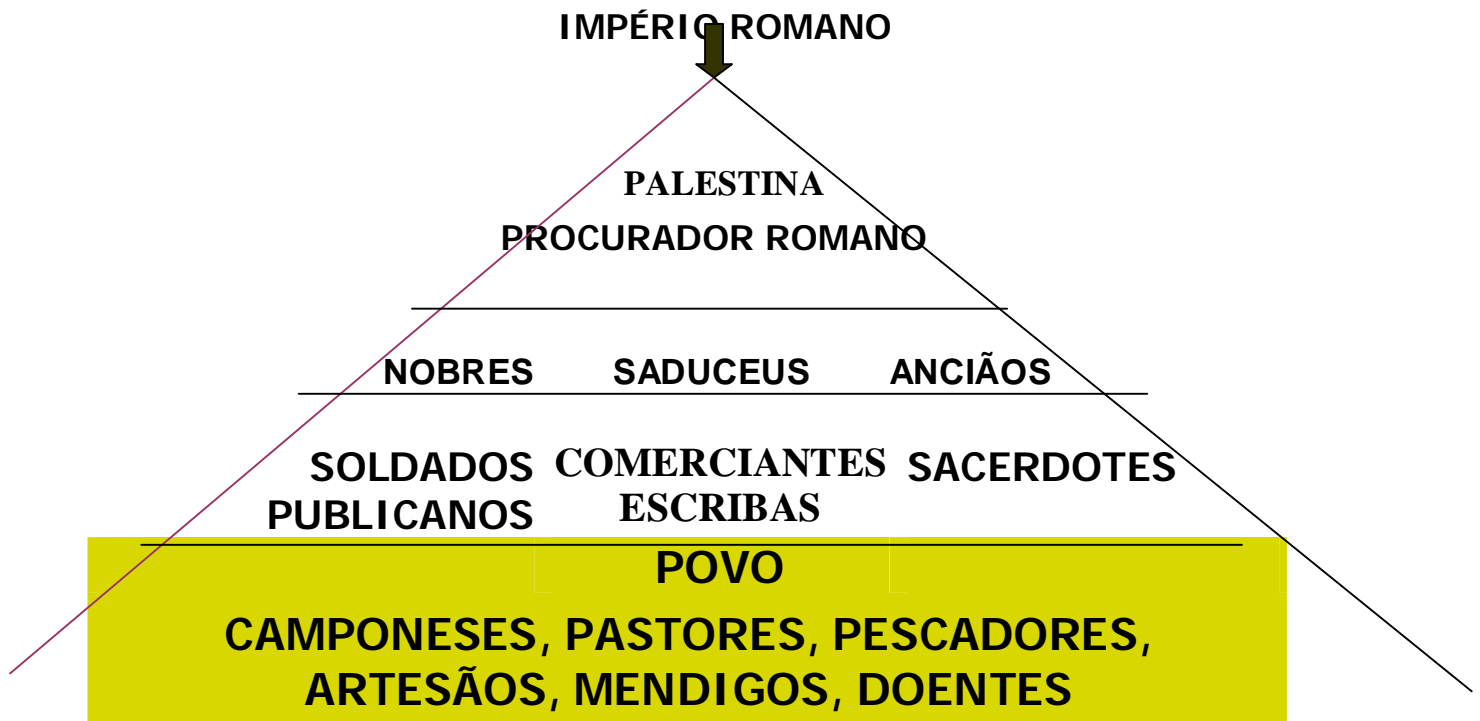 IMPÉRIO ROMANO
PALESTINA
PROCURADOR ROMANO
NOBRES SADUCEUS ANCIÃOS
SOLDADOS COMERCIANTES SACERDOTES
PUBLICANOS ESCRIBAS
POVO
CAMPONESES, PASTORES, PESCADORES,
ARTESÃOS, MENDIGOS, DOENTES